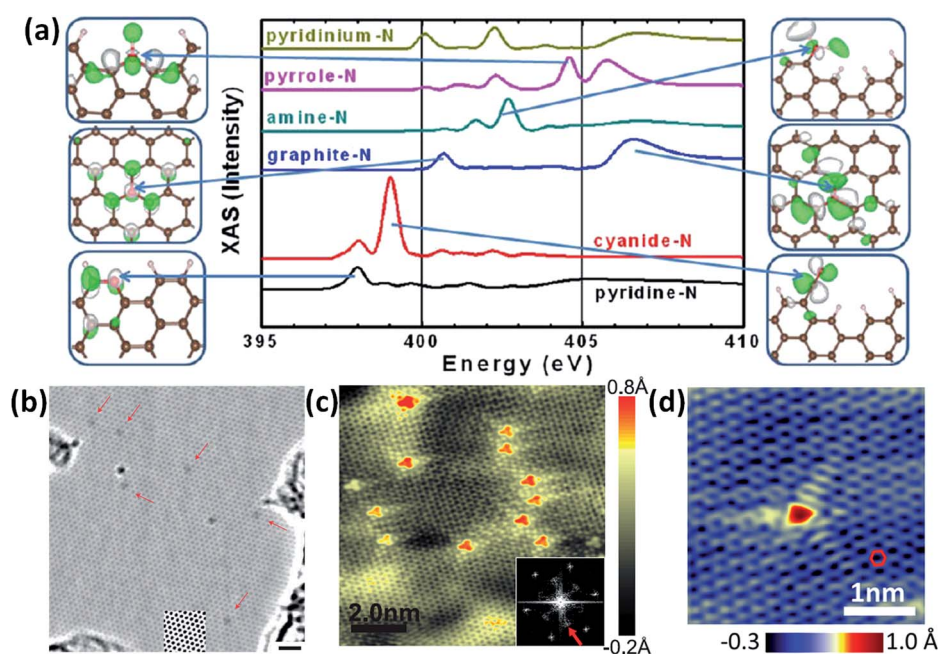 (a)
XAS (Intensity)
pyridinium-N
pyrrole-N
amine-N
graphite-N
cyanide-N
pyridine-N
395 400 405 410
Energy (eV)
(b)
(c)
0.8Å
-0.2Å
2.0nm
(d)
1nm
-0.3 1.0 Å